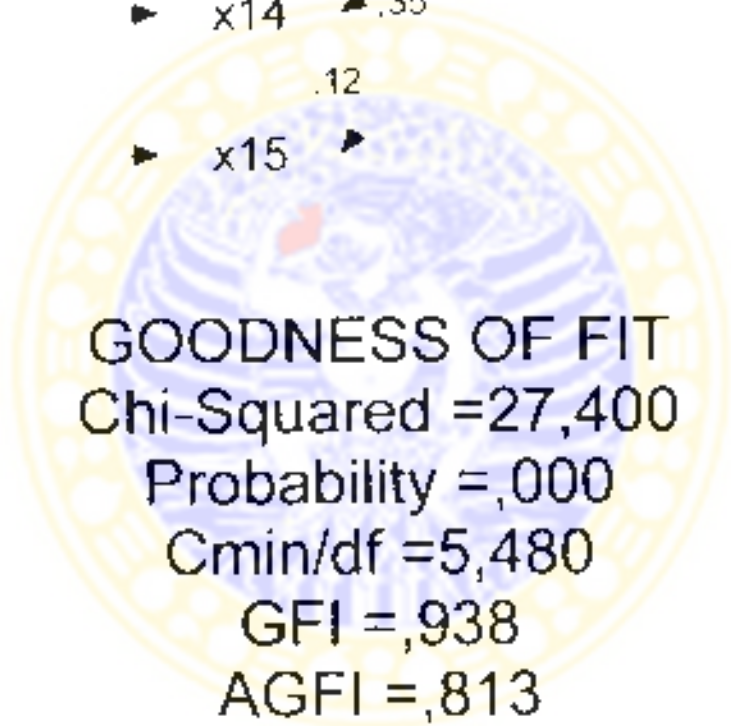 x14 ,35
.12
x15
GOODNESS OF FIT
Chi-Squared =27,400
Probability =,000
Cmin/df =5,480
GFI =,938
AGFI =,813